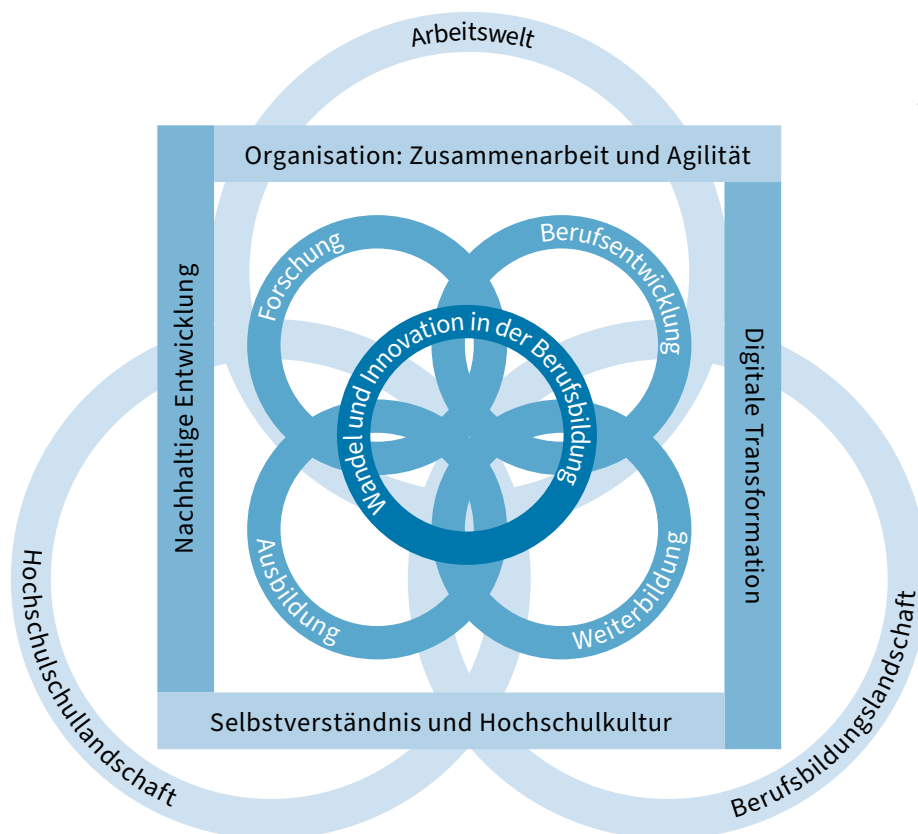 Arbeitswelt
Organisation: Zusammenarbeit und Agilität
Forschung
Berufsentwicklung
Nachhaltige Entwicklung
Wandel und Innovation in der Berufsbildung
Digitale Transformation
Ausbildung
Weiterbildung
Hochschulschullandschaft
Selbstverständnis und Hochschulkultur
Berufsbildungslandschaft